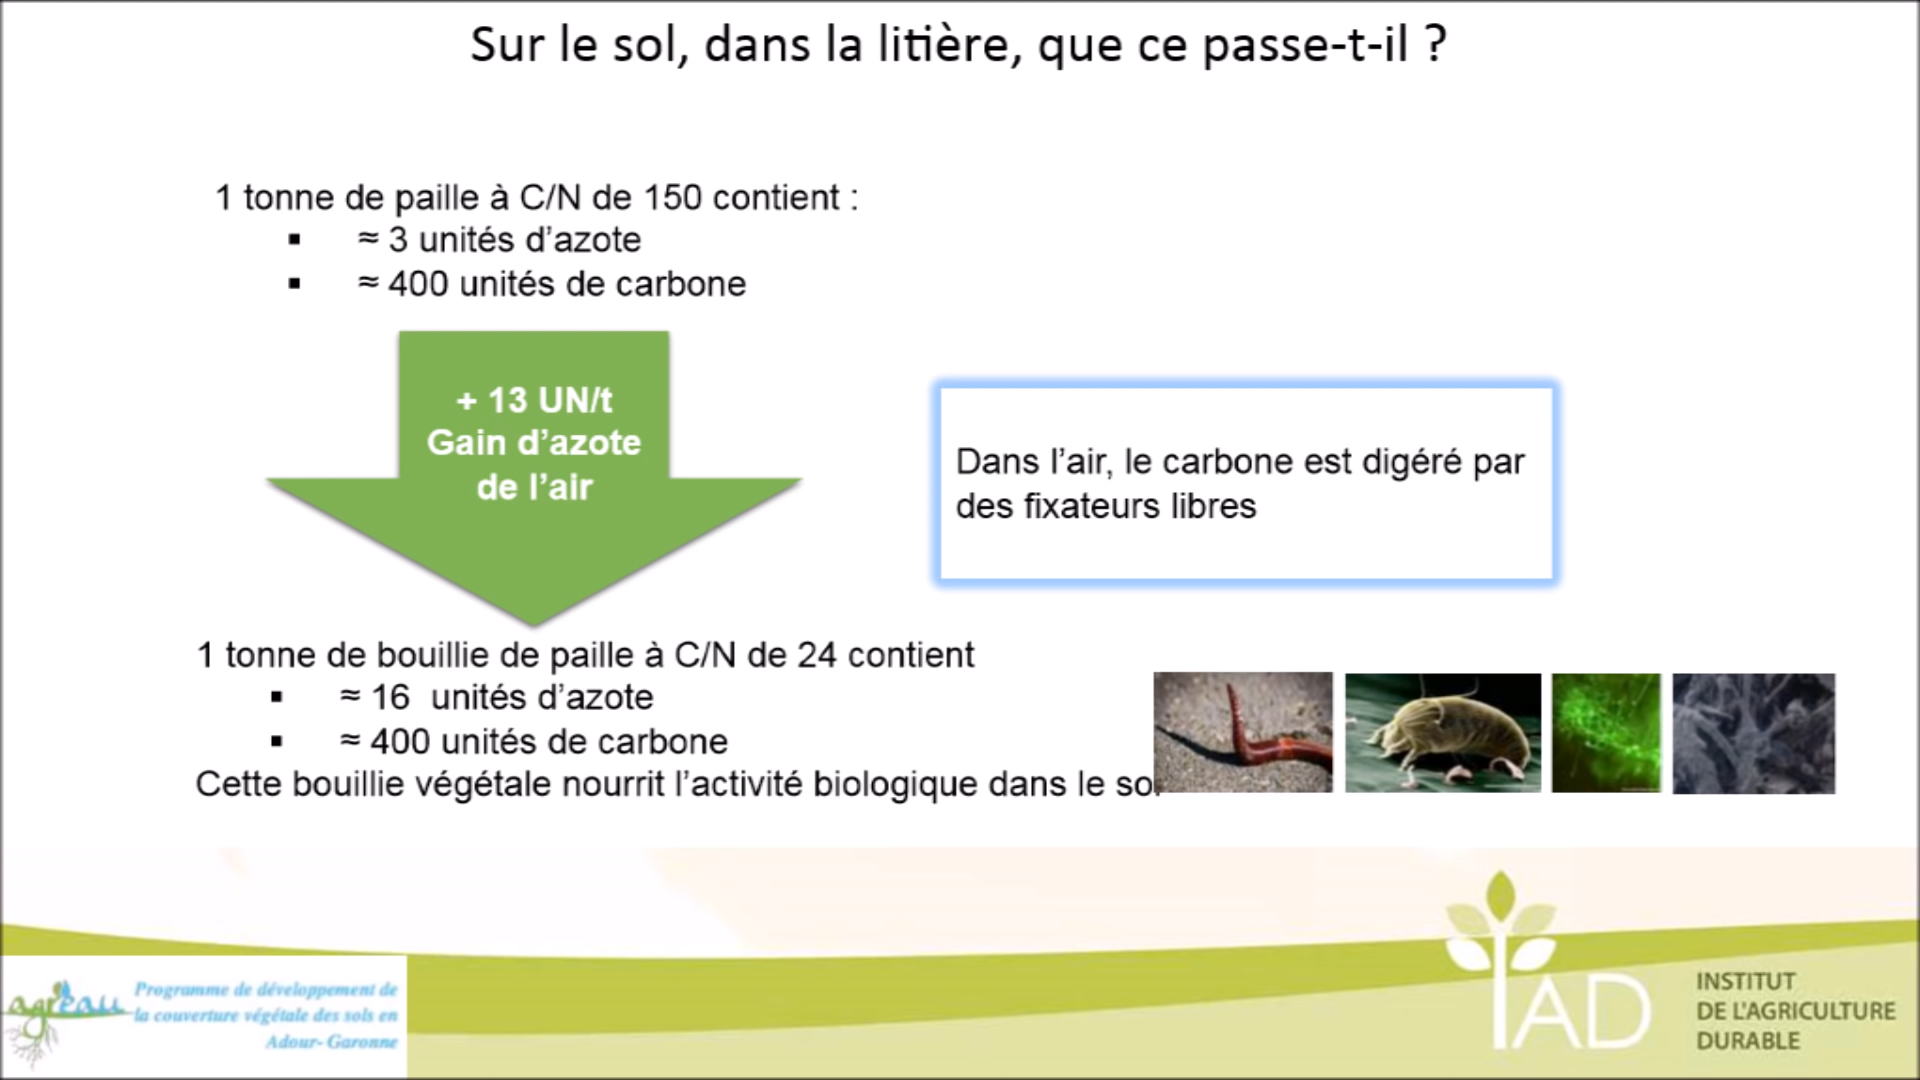 Sur le sol, dans la litière, que ce passe-t-il ?
1 tonne de paille à C/N de 150 contient :
▪ ≈ 3 unités d'azote
▪ ≈ 400 unités de carbone
+ 13 UN/t
Gain d'azote
de l'air
Dans l'air, le carbone est digéré par
des fixateurs libres
1 tonne de bouillie de paille à C/N de 24 contient
▪ ≈ 16 unités d'azote
▪ ≈ 400 unités de carbone
Cette bouillie végétale nourrit l'activité biologique dans le sol
agr'eau
Programme de développement de
la couverture végétale des sols en
Adour- Garonne
IAD
INSTITUT
DE L'AGRICULTURE
DURABLE